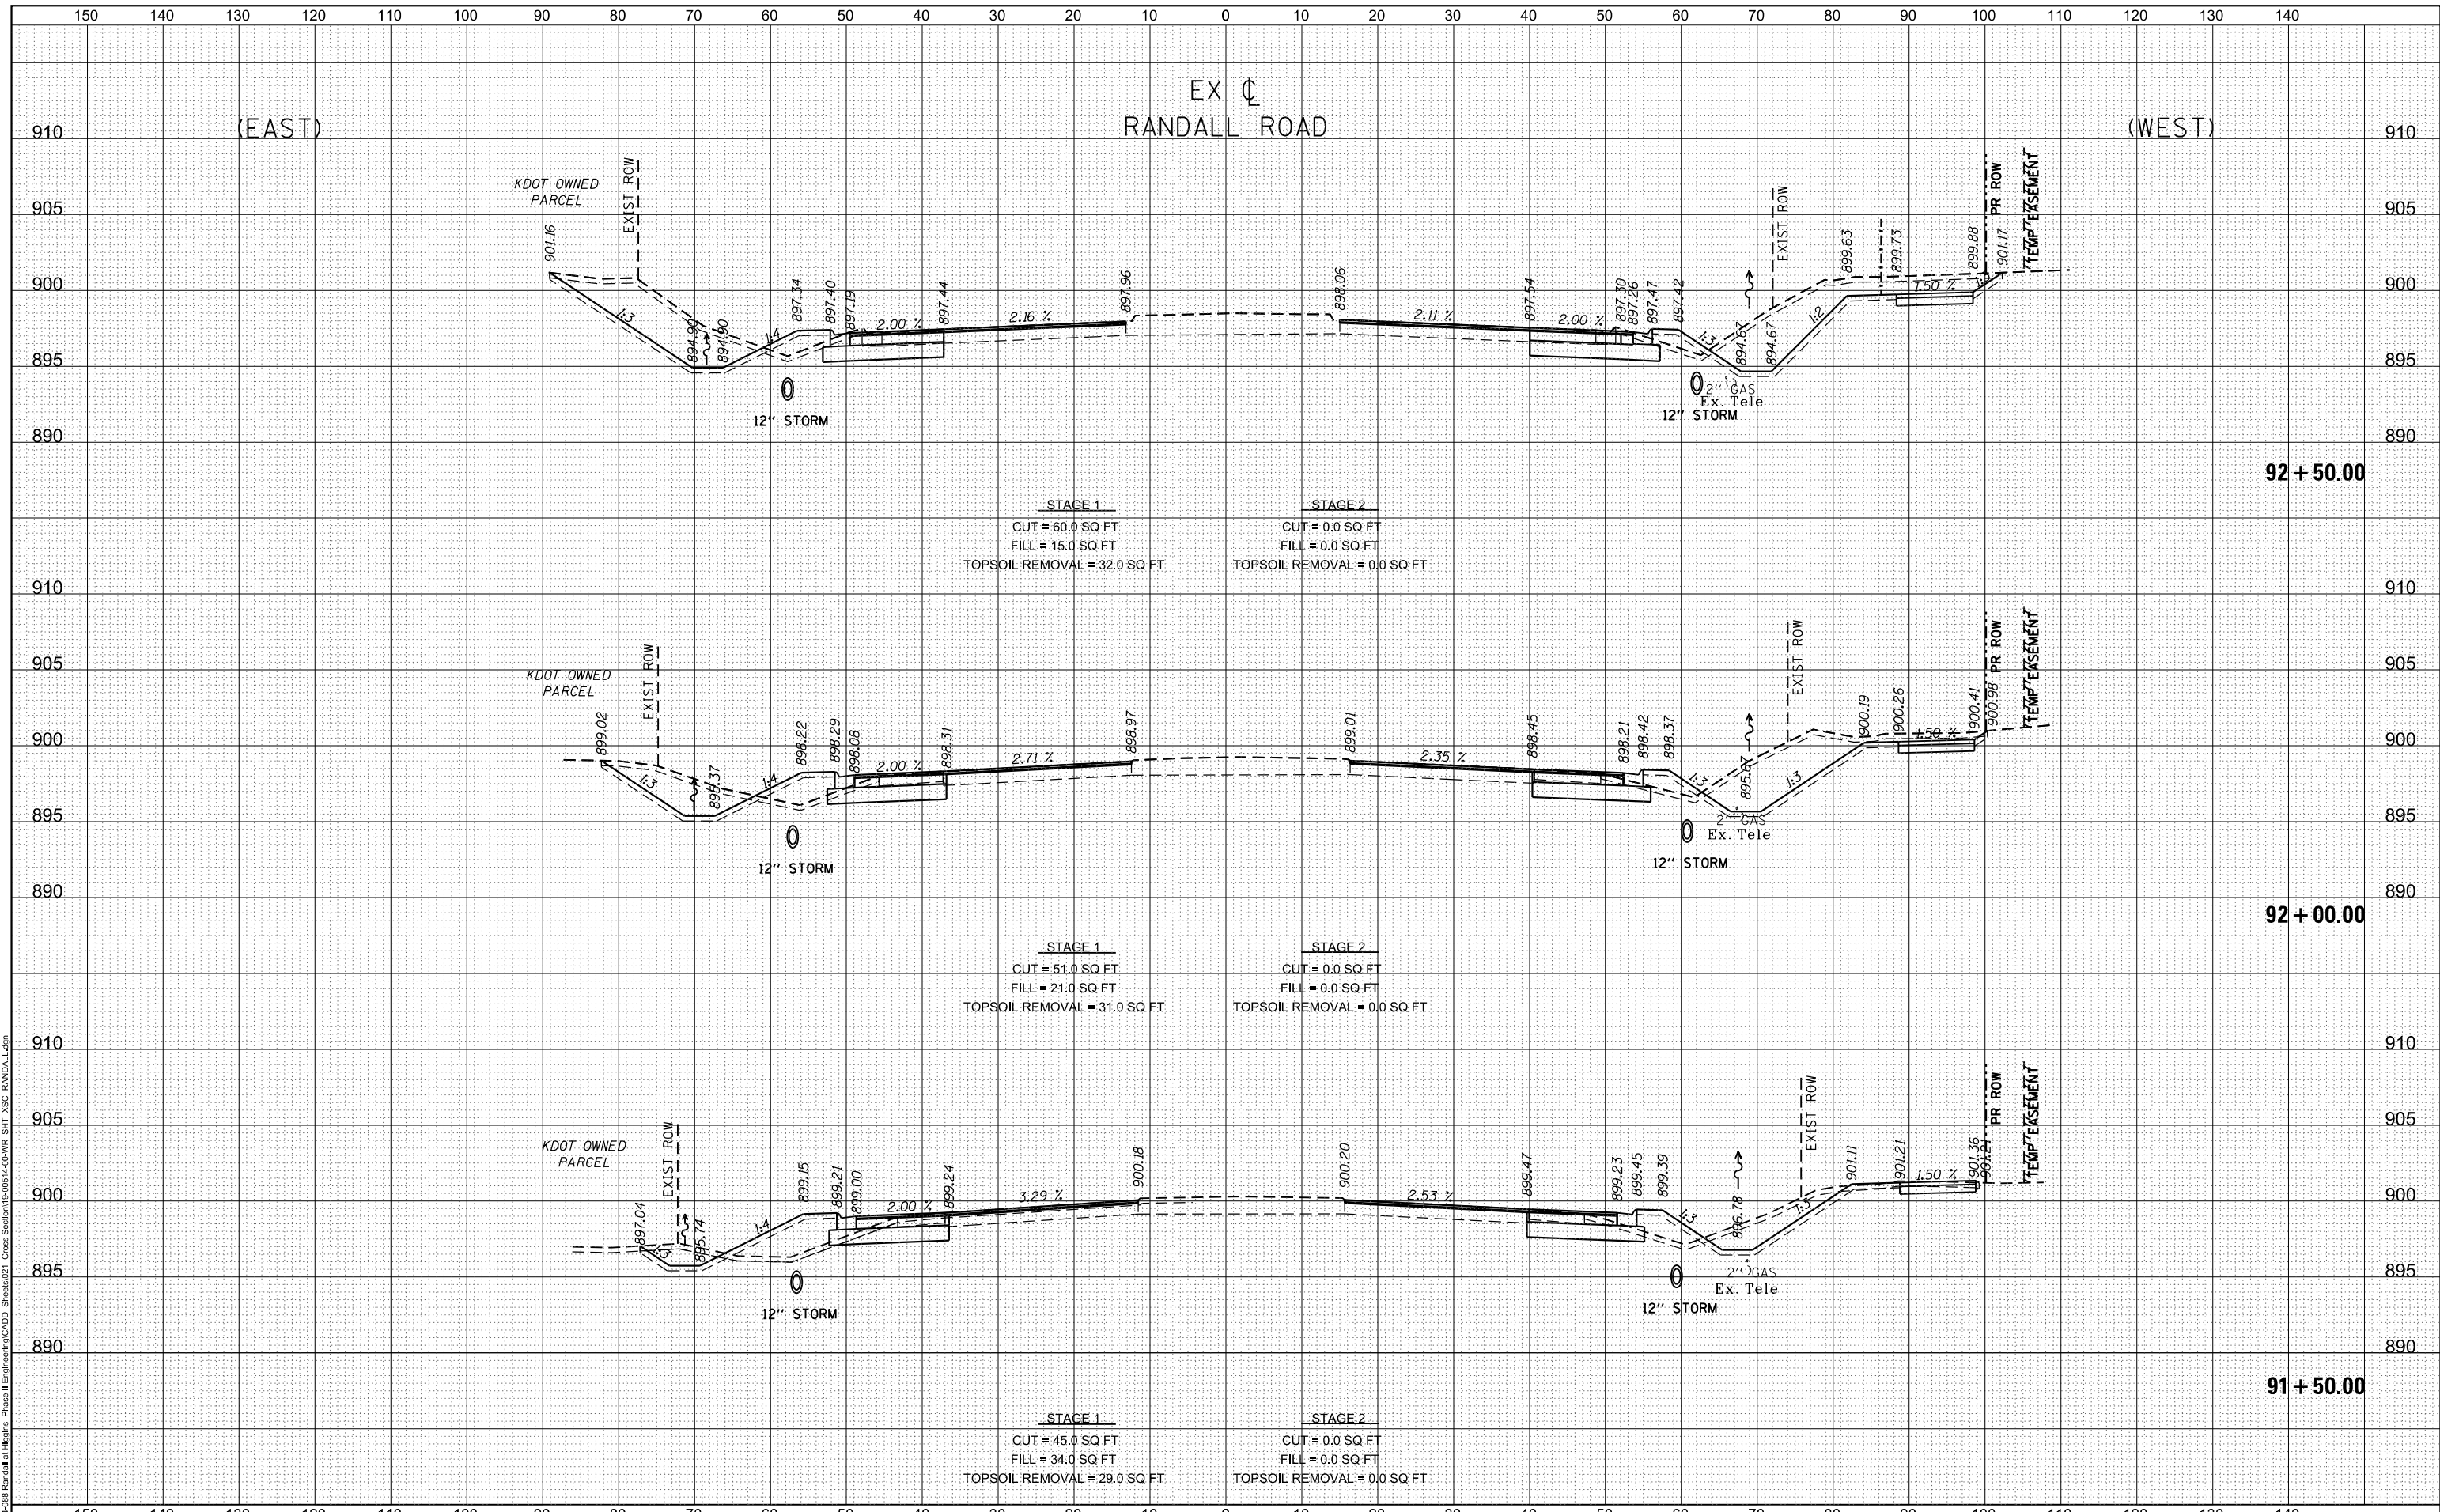 150 140 130 120 110 100 90 80 70 60 50 40 30 20 10 0 10 20 30 40 50 60 70 80 90 100 110 120 130 140
EX ℄
RANDALL ROAD
(EAST)
(WEST)
910 910
KDOT OWNED
PARCEL
EXIST ROW
EXIST ROW
PR ROW
TEMP EASEMENT
905 905
901.16 894.90 894.90 897.34 897.40 897.19 897.44 897.96 898.06 897.54 897.30 897.26 897.47 897.42 894.67 894.67 899.63 899.73 899.88 901.17
900 900
1:3 1:4 2.00 % 2.16 % 2.11 % 2.00 % 1:3 1:2 1.50 %
895 895
2" GAS
Ex. Tele
12" STORM
12" STORM
890 890
92 + 50.00
STAGE 1
CUT = 60.0 SQ FT
FILL = 15.0 SQ FT
TOPSOIL REMOVAL = 32.0 SQ FT
STAGE 2
CUT = 0.0 SQ FT
FILL = 0.0 SQ FT
TOPSOIL REMOVAL = 0.0 SQ FT
910 910
KDOT OWNED
PARCEL
EXIST ROW
EXIST ROW
PR ROW
TEMP EASEMENT
905 905
899.02 895.37 898.22 898.29 898.08 898.31 898.97 899.01 898.45 898.21 898.42 898.37 895.67 900.19 900.26 900.41 900.98
900 900
1:3 1:4 2.00 % 2.71 % 2.35 % 1:3 1:3 1.50 %
895 895
2" GAS
Ex. Tele
12" STORM
12" STORM
890 890
92 + 00.00
STAGE 1
CUT = 51.0 SQ FT
FILL = 21.0 SQ FT
TOPSOIL REMOVAL = 31.0 SQ FT
STAGE 2
CUT = 0.0 SQ FT
FILL = 0.0 SQ FT
TOPSOIL REMOVAL = 0.0 SQ FT
910 910
KDOT OWNED
PARCEL
EXIST ROW
EXIST ROW
PR ROW
TEMP EASEMENT
905 905
897.04 895.74 899.15 899.21 899.00 899.24 900.18 900.20 899.47 899.23 899.45 899.39 896.78 901.11 901.21 901.36 901.21
900 900
1:3 1:4 2.00 % 3.29 % 2.53 % 1:3 1:3 1.50 %
895 895
2" GAS
Ex. Tele
12" STORM
12" STORM
890 890
91 + 50.00
STAGE 1
CUT = 45.0 SQ FT
FILL = 34.0 SQ FT
TOPSOIL REMOVAL = 29.0 SQ FT
STAGE 2
CUT = 0.0 SQ FT
FILL = 0.0 SQ FT
TOPSOIL REMOVAL = 0.0 SQ FT